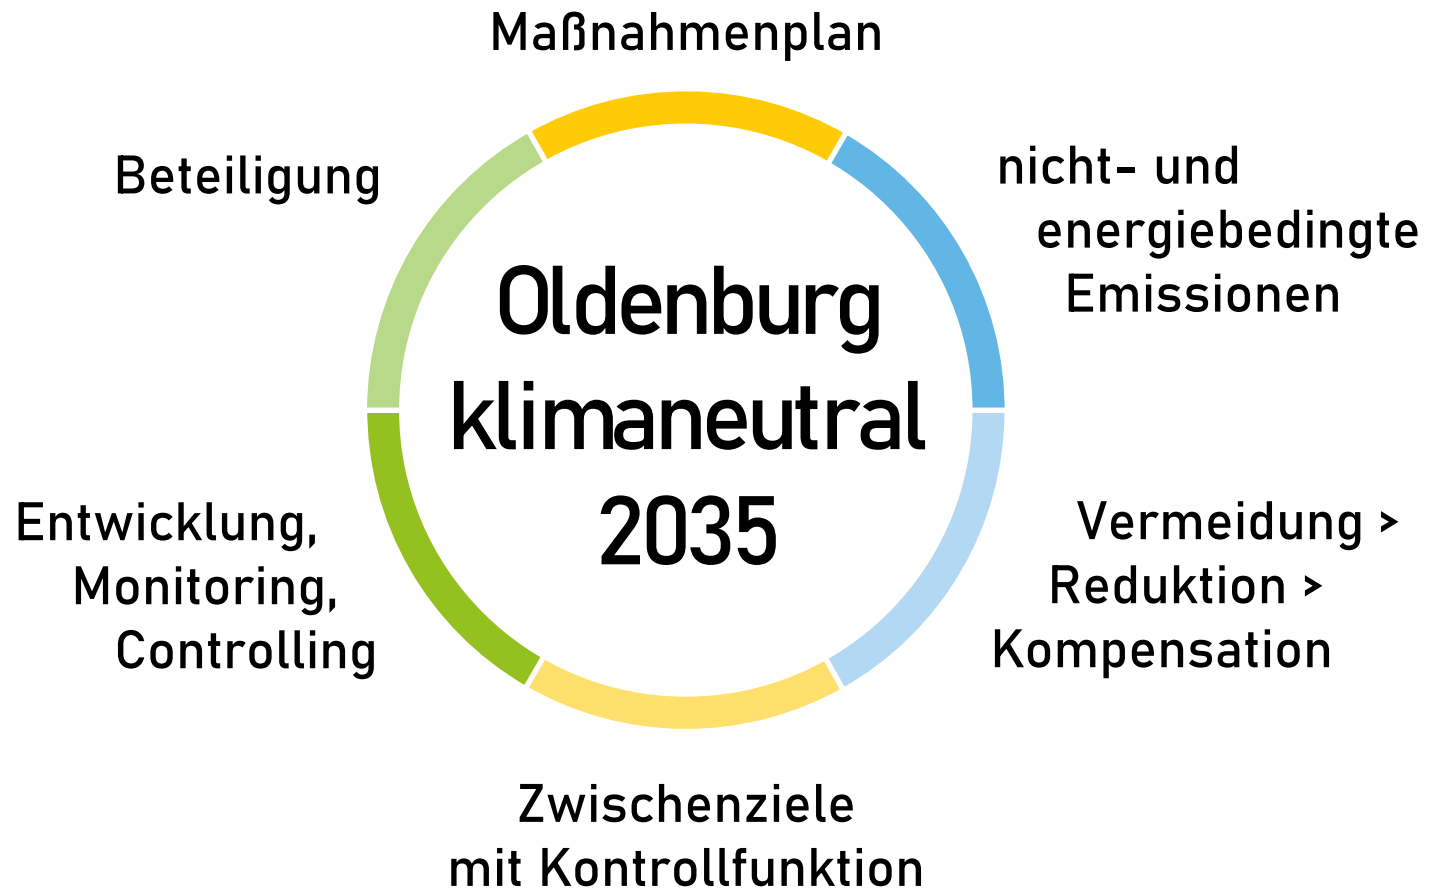 Maßnahmenplan
nicht- und
energiebedingte
Emissionen
Vermeidung >
Reduktion >
Kompensation
Zwischenziele
mit Kontrollfunktion
Entwicklung,
Monitoring,
Controlling
Beteiligung
Oldenburg
klimaneutral
2035